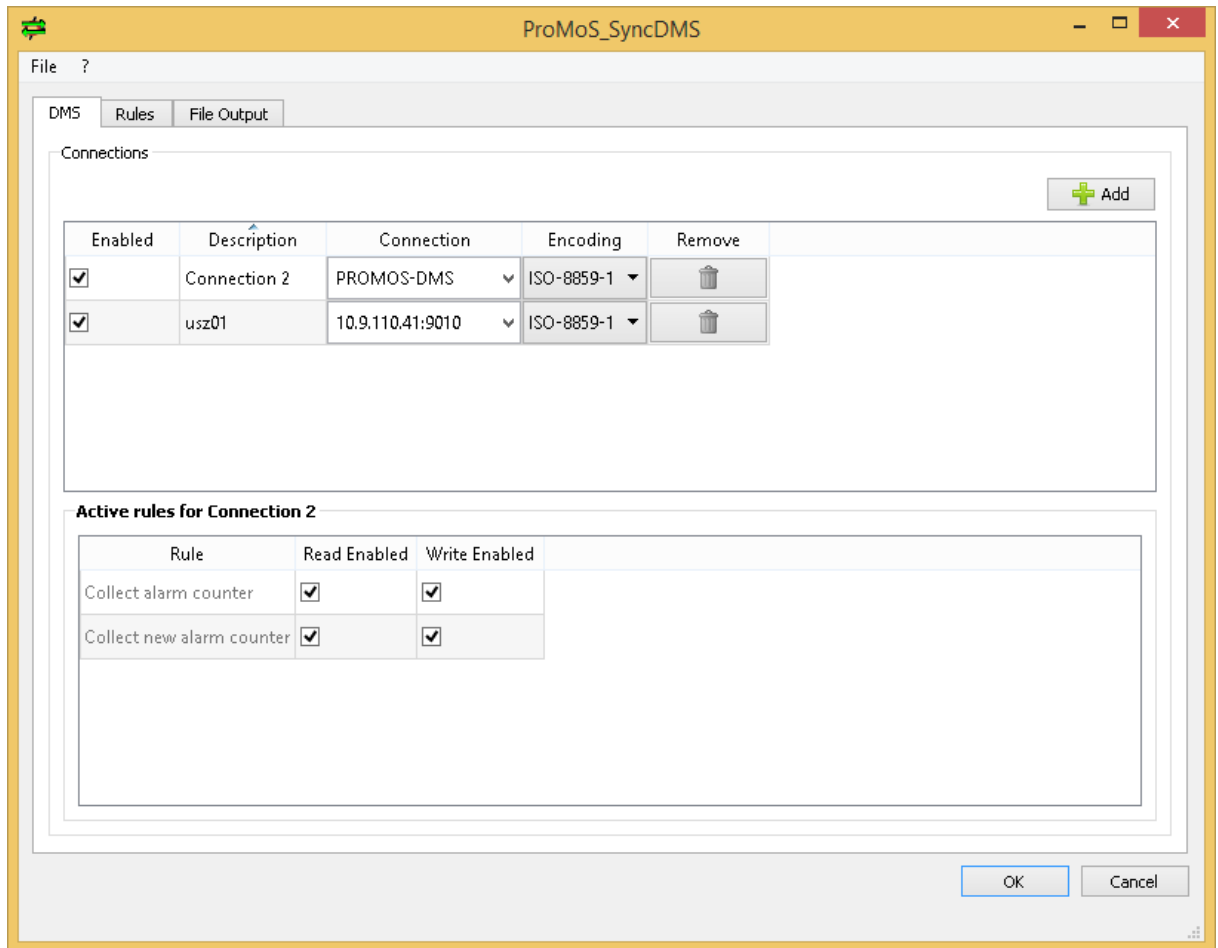 ProMoS_SyncDMS
File ?
DMS Rules File Output
Connections
Add
Enabled Description Connection Encoding Remove
Connection 2 PROMOS-DMS ISO-8859-1
usz01 10.9.110.41:9010 ISO-8859-1
Active rules for Connection 2
Rule Read Enabled Write Enabled
Collect alarm counter
Collect new alarm counter
OK Cancel